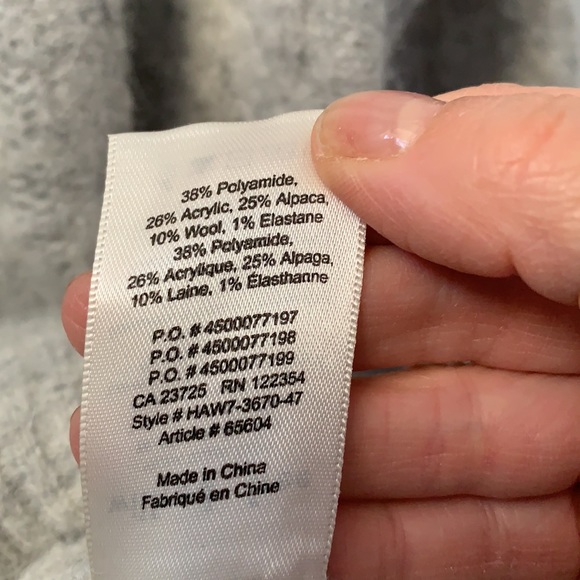 38% Polyamide,
26% Acrylic, 25% Alpaca,
10% Wool, 1% Elastane
38% Polyamide,
26% Acrylique, 25% Alpaga,
10% Laine, 1% Élasthanne
P.O. # 4500077197
P.O. # 4500077198
P.O. # 4500077199
CA 23725 RN 122354
Style # HAW7-3670-47
Article # 65604
Made in China
Fabriqué en Chine